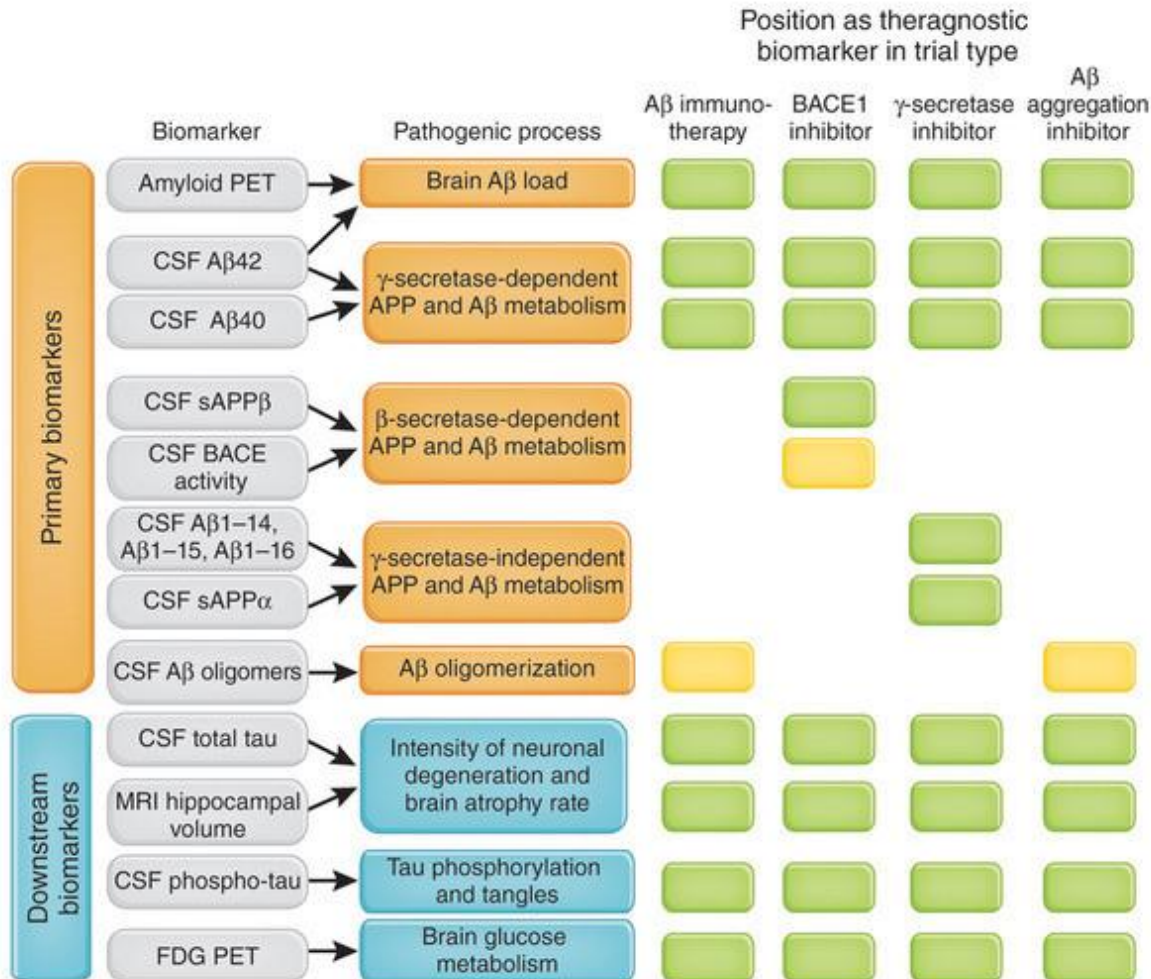 Position as theragnostic
biomarker in trial type
Biomarker
Pathogenic process
Aβ immuno-
therapy
BACE1
inhibitor
γ-secretase
inhibitor
Aβ
aggregation
inhibitor
Primary biomarkers
Amyloid PET
Brain Aβ load
CSF Aβ42
γ-secretase-dependent
APP and Aβ metabolism
CSF Aβ40
CSF sAPPβ
β-secretase-dependent
APP and Aβ metabolism
CSF BACE
activity
CSF Aβ1–14,
Aβ1–15, Aβ1–16
γ-secretase-independent
APP and Aβ metabolism
CSF sAPPα
CSF Aβ oligomers
Aβ oligomerization
Downstream
biomarkers
CSF total tau
Intensity of neuronal
degeneration and
brain atrophy rate
MRI hippocampal
volume
CSF phospho-tau
Tau phosphorylation
and tangles
FDG PET
Brain glucose
metabolism